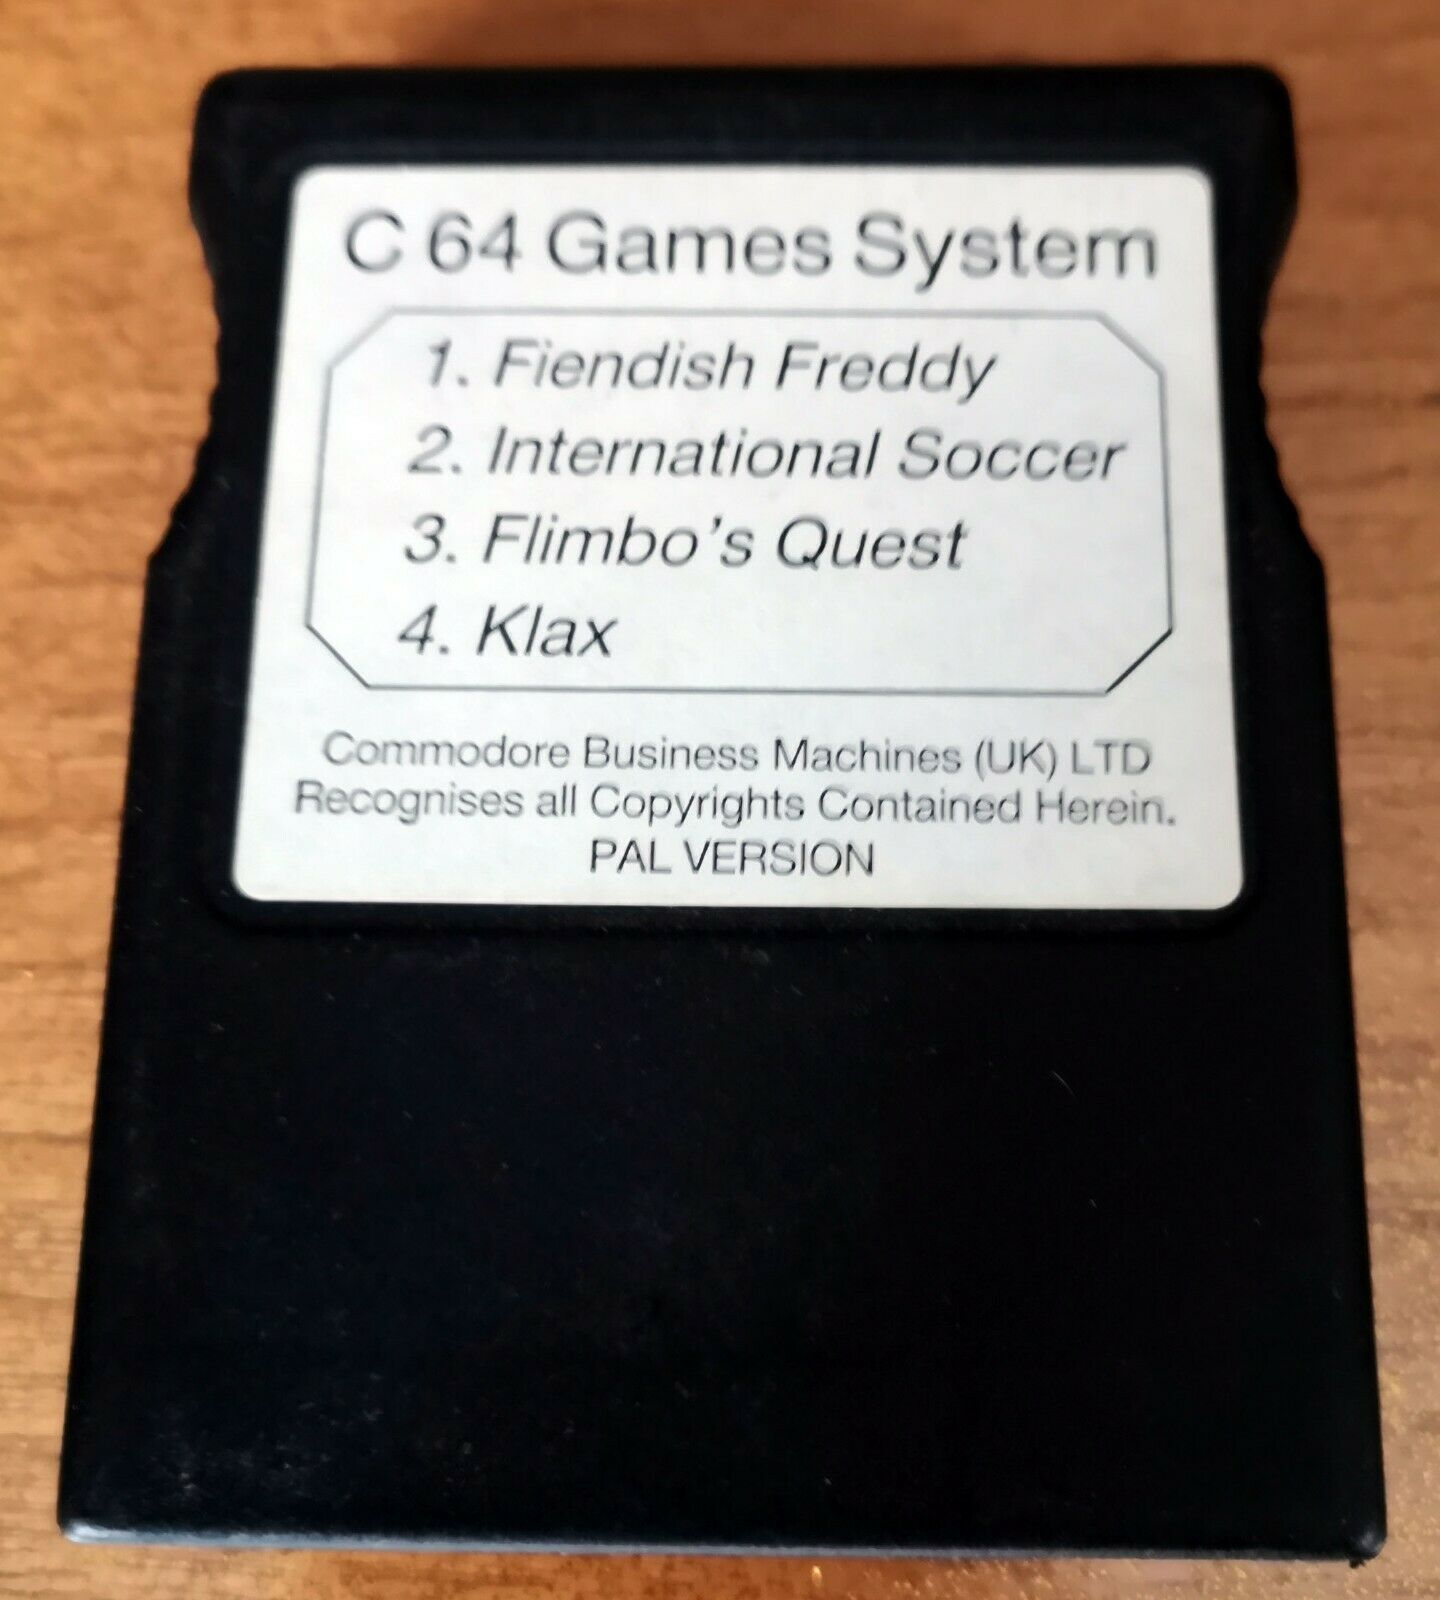 C 64 Games System
1. Fiendish Freddy
2. International Soccer
3. Flimbo's Quest
4. Klax
Commodore Business Machines (UK) LTD
Recognises all Copyrights Contained Herein.
PAL VERSION